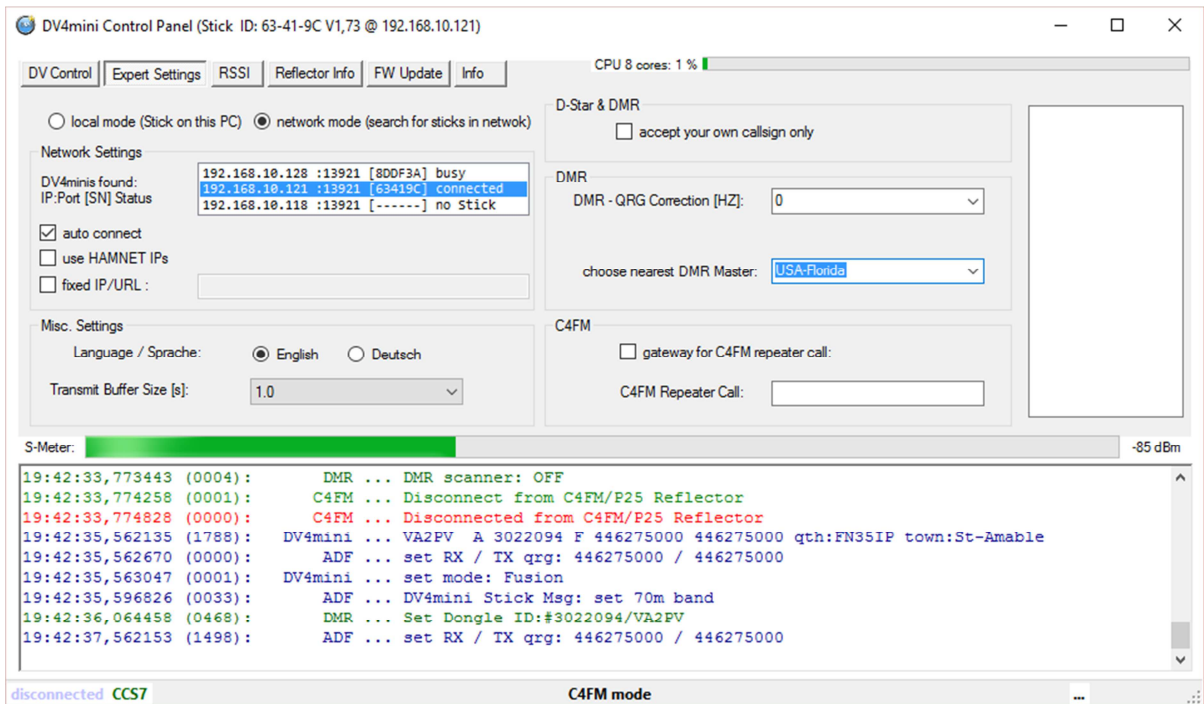 DV4mini Control Panel (Stick ID: 63-41-9C V1,73 @ 192.168.10.121)
DV Control Expert Settings RSSI Reflector Info FW Update Info
CPU 8 cores: 1 %
local mode (Stick on this PC) network mode (search for sticks in netwok)
Network Settings
DV4minis found:
IP:Port [SN] Status
192.168.10.128 :13921 [8DDF3A] busy
192.168.10.121 :13921 [63419C] connected
192.168.10.118 :13921 [------] no Stick
auto connect
use HAMNET IPs
fixed IP/URL :
Misc. Settings
Language / Sprache: English Deutsch
Transmit Buffer Size [s]: 1.0
D-Star & DMR
accept your own callsign only
DMR
DMR - QRG Correction [HZ]: 0
choose nearest DMR Master: USA-Florida
C4FM
gateway for C4FM repeater call:
C4FM Repeater Call:
S-Meter: -85 dBm
19:42:33,773443 (0004): DMR ... DMR scanner: OFF
19:42:33,774258 (0001): C4FM ... Disconnect from C4FM/P25 Reflector
19:42:33,774828 (0000): C4FM ... Disconnected from C4FM/P25 Reflector
19:42:35,562135 (1788): DV4mini ... VA2PV A 3022094 F 446275000 446275000 qth:FN35IP town:St-Amable
19:42:35,562670 (0000): ADF ... set RX / TX qrg: 446275000 / 446275000
19:42:35,563047 (0001): DV4mini ... set mode: Fusion
19:42:35,596826 (0033): ADF ... DV4mini Stick Msg: set 70m band
19:42:36,064458 (0468): DMR ... Set Dongle ID:#3022094/VA2PV
19:42:37,562153 (1498): ADF ... set RX / TX qrg: 446275000 / 446275000
disconnected CCS7 C4FM mode ...